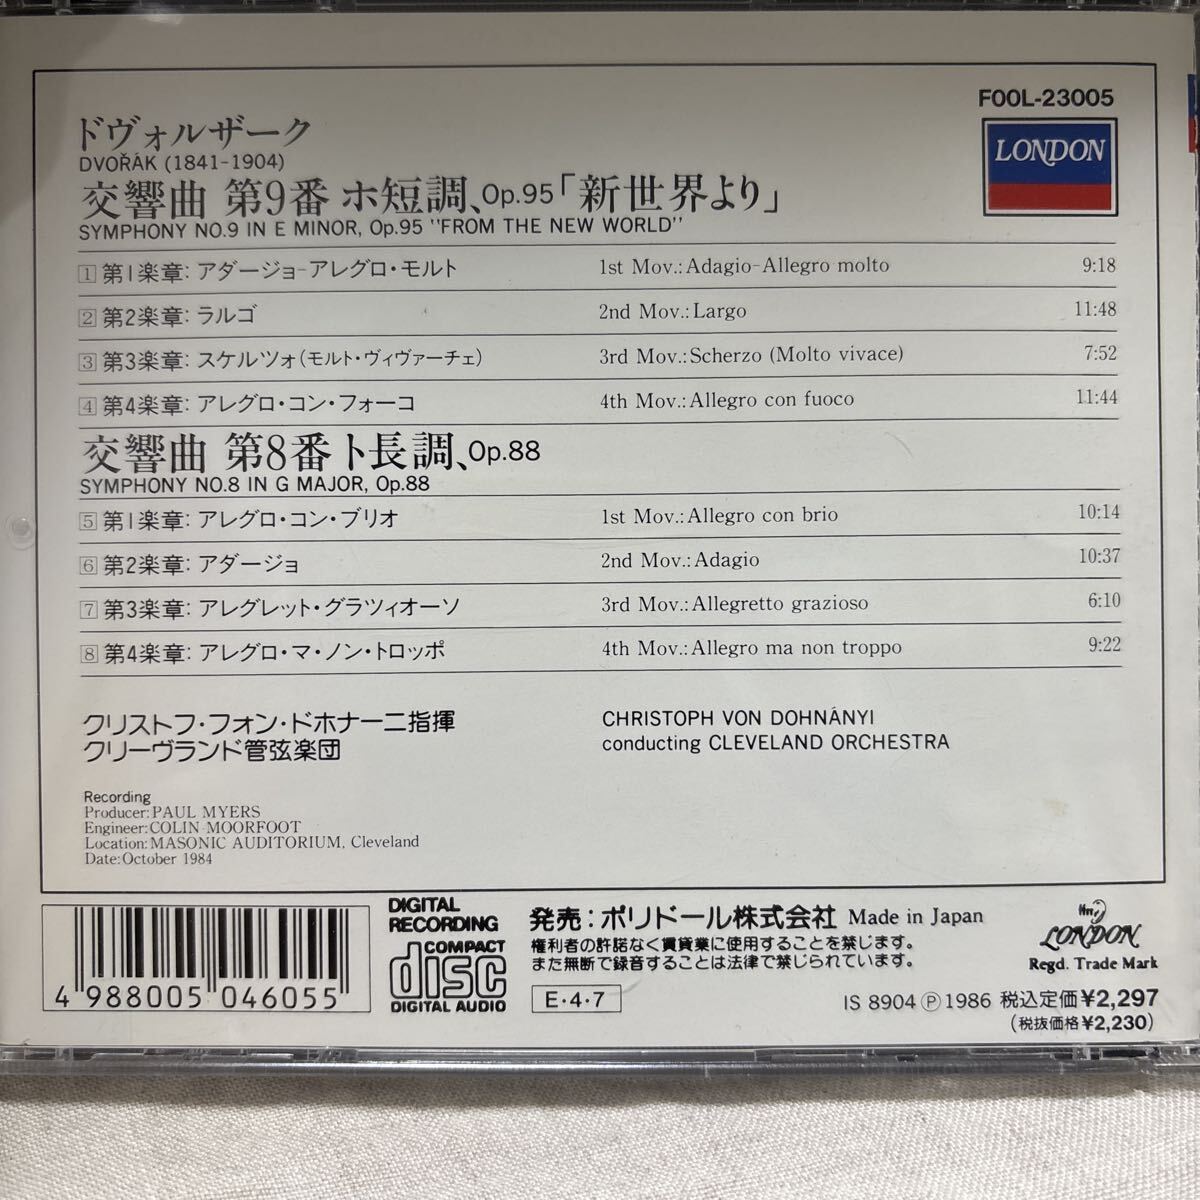 FOOL-23005
LONDON
ドヴォルザーク
DVOŘÁK (1841-1904)
交響曲 第9番 ホ短調、Op.95「新世界より」
SYMPHONY NO.9 IN E MINOR, Op.95 "FROM THE NEW WORLD"
1 第1楽章: アダージョ-アレグロ・モルト 1st Mov.: Adagio-Allegro molto 9:18
2 第2楽章: ラルゴ 2nd Mov.: Largo 11:48
3 第3楽章: スケルツォ(モルト・ヴィヴァーチェ) 3rd Mov.: Scherzo (Molto vivace) 7:52
4 第4楽章: アレグロ・コン・フォーコ 4th Mov.: Allegro con fuoco 11:44
交響曲 第8番ト長調、Op.88
SYMPHONY NO.8 IN G MAJOR, Op.88
5 第1楽章: アレグロ・コン・ブリオ 1st Mov.: Allegro con brio 10:14
6 第2楽章: アダージョ 2nd Mov.: Adagio 10:37
7 第3楽章: アレグレット・グラツィオーソ 3rd Mov.: Allegretto grazioso 6:10
8 第4楽章: アレグロ・マ・ノン・トロッポ 4th Mov.: Allegro ma non troppo 9:22
クリストフ・フォン・ドホナーニ指揮
クリーヴランド管弦楽団
CHRISTOPH VON DOHNÁNYI
conducting CLEVELAND ORCHESTRA
Recording
Producer: PAUL MYERS
Engineer: COLIN MOORFOOT
Location: MASONIC AUDITORIUM, Cleveland
Date: October 1984
4 988005 046055
DIGITAL
RECORDING
COMPACT
disc
DIGITAL AUDIO
発売: ポリドール株式会社 Made in Japan
権利者の許諾なく賃貸業に使用することを禁じます。
また無断で録音することは法律で禁じられています。
E・4・7
ffrr
LONDON
Regd. Trade Mark
IS 8904 Ⓟ 1986 税込定価¥2,297
(税抜価格¥2,230)